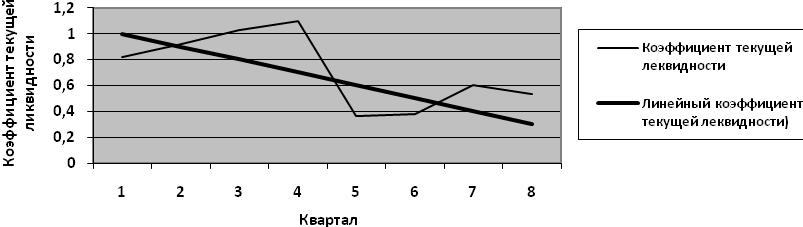 Коэффициент текущей
ликвидности
1,2
1
0,8
0,6
0,4
0,2
0
1 2 3 4 5 6 7 8
Квартал
Коэффициент текущей
леквидности
Линейный коэффициент
текущей леквидности)